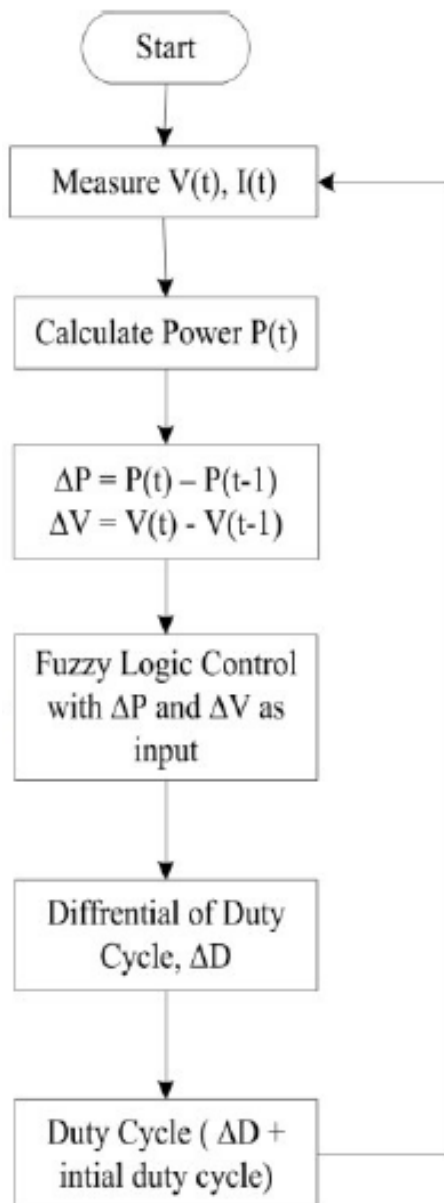 Start
Measure V(t), I(t)
Calculate Power P(t)
ΔP = P(t) – P(t-1)
ΔV = V(t) - V(t-1)
Fuzzy Logic Control
with ΔP and ΔV as
input
Diffrential of Duty
Cycle, ΔD
Duty Cycle ( ΔD +
intial duty cycle)